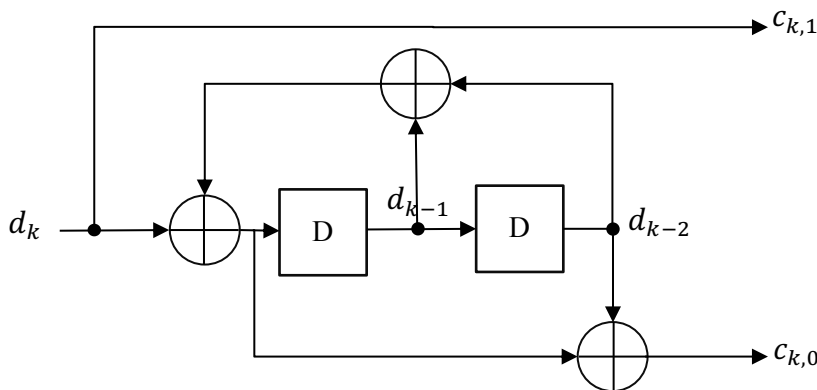 c_{k,1}
d_k
D
d_{k-1}
D
d_{k-2}
c_{k,0}